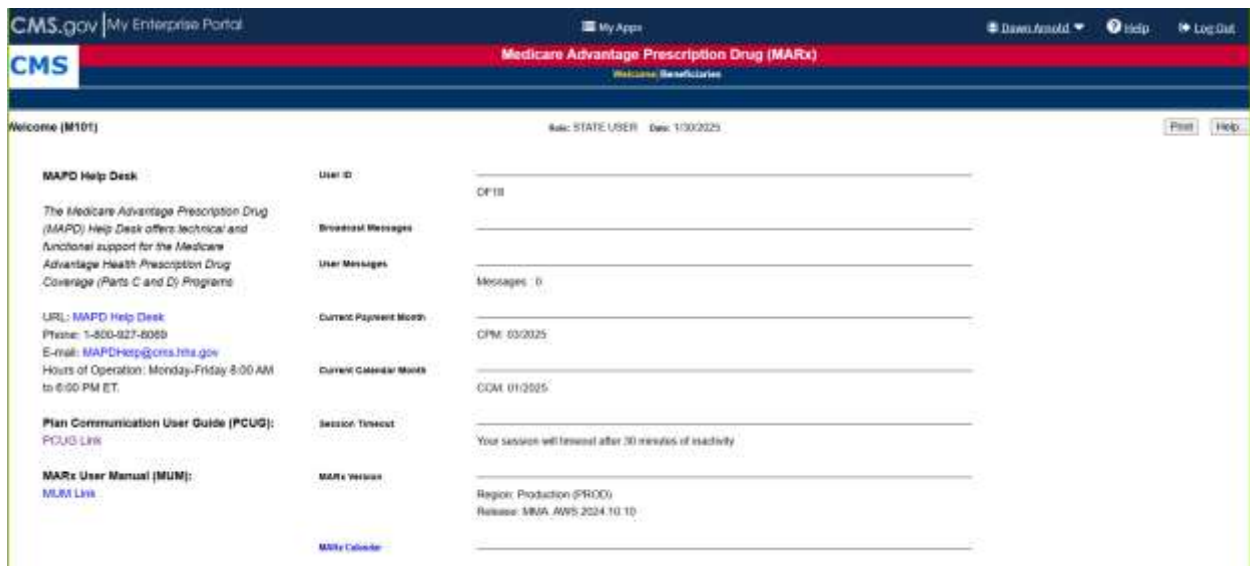 CMS.gov My Enterprise Portal
My Apps
Dawn Arnold
Help
Log Out
CMS
Medicare Advantage Prescription Drug (MARx)
Welcome Beneficiaries
Welcome (M101)
Role: STATE USER Date: 1/30/2025
Print
Help
MAPD Help Desk
The Medicare Advantage Prescription Drug
(MAPD) Help Desk offers technical and
functional support for the Medicare
Advantage Health Prescription Drug
Coverage (Parts C and D) Programs
URL: MAPD Help Desk
Phone: 1-800-927-8069
E-mail: MAPDHelp@cms.hhs.gov
Hours of Operation: Monday-Friday 8:00 AM
to 6:00 PM ET.
Plan Communication User Guide (PCUG):
PCUG Link
MARx User Manual (MUM):
MUM Link
User ID
Broadcast Messages
User Messages
Messages : 0
Current Payment Month
CPM: 03/2025
Current Calendar Month
CCM: 01/2025
Session Timeout
Your session will timeout after 30 minutes of inactivity
MARx Version
Region: Production (PROD)
Release: MMA. AWS 2024.10.10
MARx Calendar